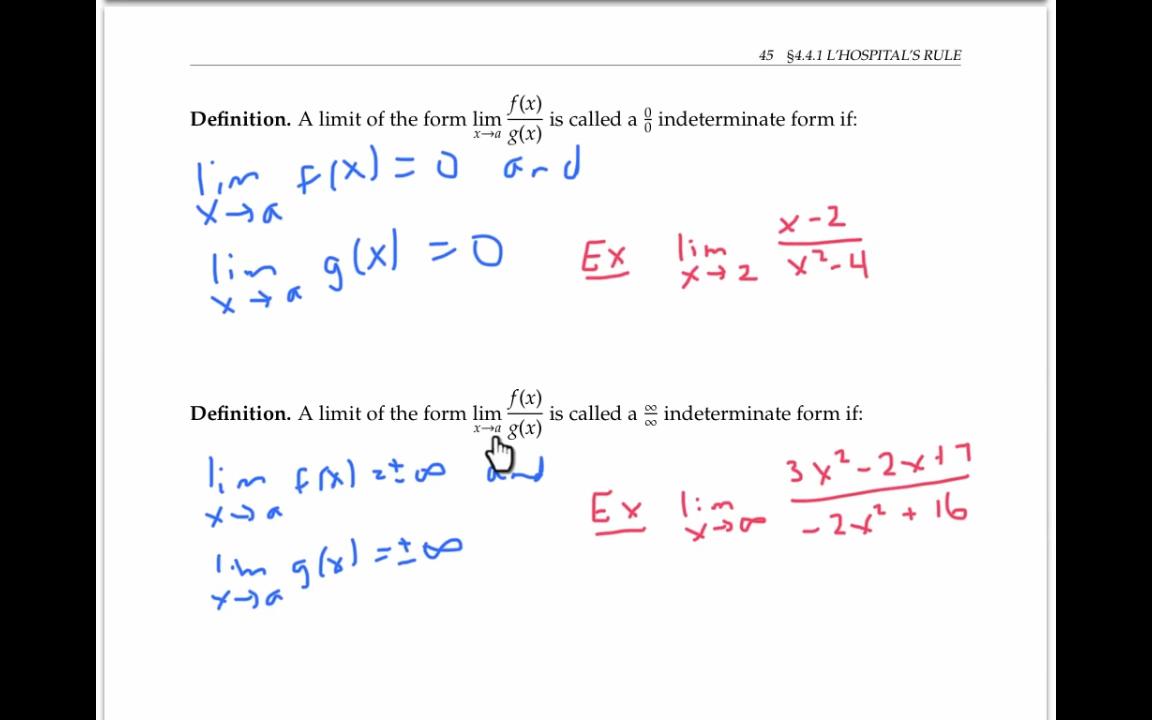 45 §4.4.1 L'HOSPITAL'S RULE
Definition. A limit of the form lim x→a f(x)/g(x) is called a 0/0 indeterminate form if:
lim x→a f(x) = 0 and
lim x→a g(x) = 0
Ex lim x→2 x-2 / x²-4
Definition. A limit of the form lim x→a f(x)/g(x) is called a ∞/∞ indeterminate form if:
lim x→a f(x) = ± ∞ and
lim x→a g(x) = ± ∞
Ex lim x→∞ 3x²-2x+7 / -2x²+16